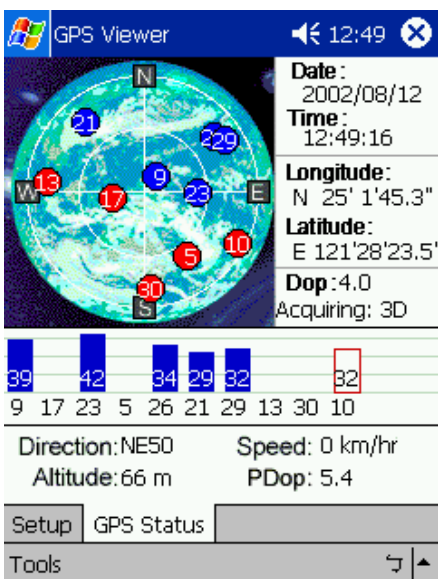 GPS Viewer 12:49
N
21
29
13
9
W
17
23
E
10
5
30
S
Date:
2002/08/12
Time:
12:49:16
Longitude:
N 25' 1'45.3"
Latitude:
E 121'28'23.5'
Dop:4.0
Acquiring: 3D
39 42 34 29 32 32
9 17 23 5 26 21 29 13 30 10
Direction:NE50 Speed: 0 km/hr
Altitude:66 m PDop: 5.4
Setup GPS Status
Tools